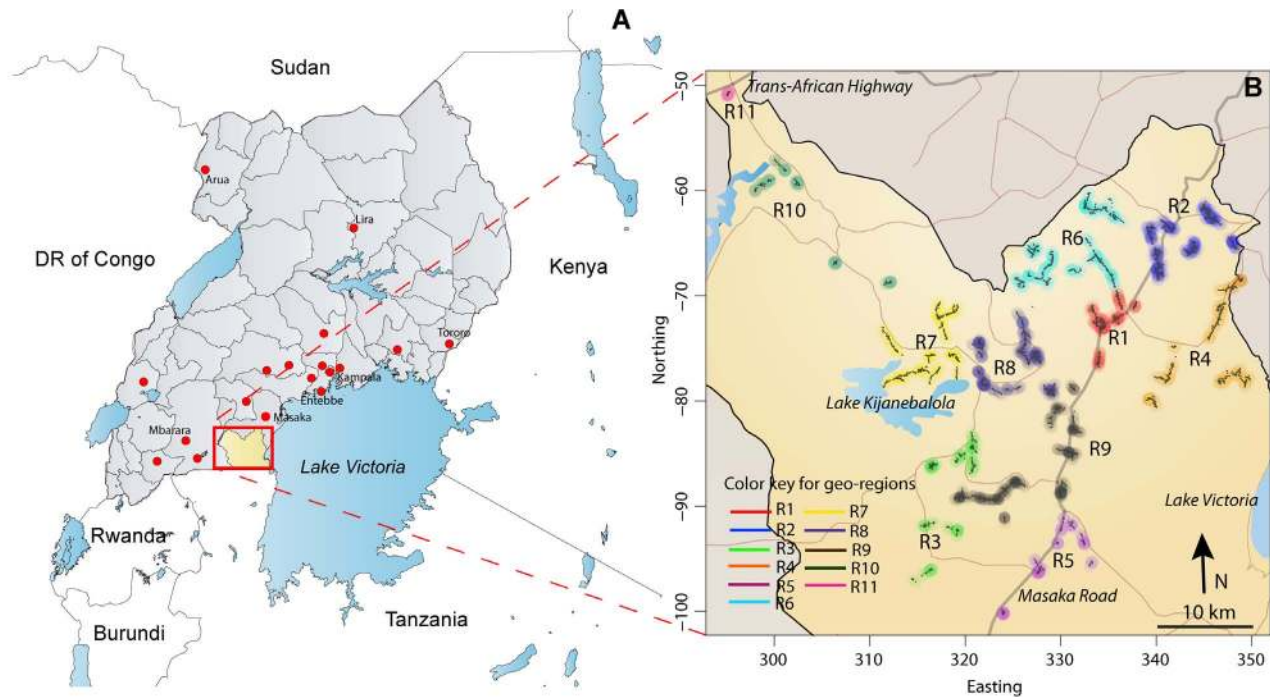 A
Sudan
Arua
Lira
DR of Congo
Kenya
Tororo
Kampala
Entebbe
Masaka
Mbarara
Lake Victoria
Rwanda
Tanzania
Burundi
B
Trans-African Highway
R11
R10
R2
R6
R1
R7
R4
R8
Lake Kijanebalola
R9
Lake Victoria
R3
R5
Masaka Road
Color key for geo-regions
R1
R2
R3
R4
R5
R6
R7
R8
R9
R10
R11
N
10 km
Northing
−50
−60
−70
−80
−90
−100
300
310
320
330
340
350
Easting